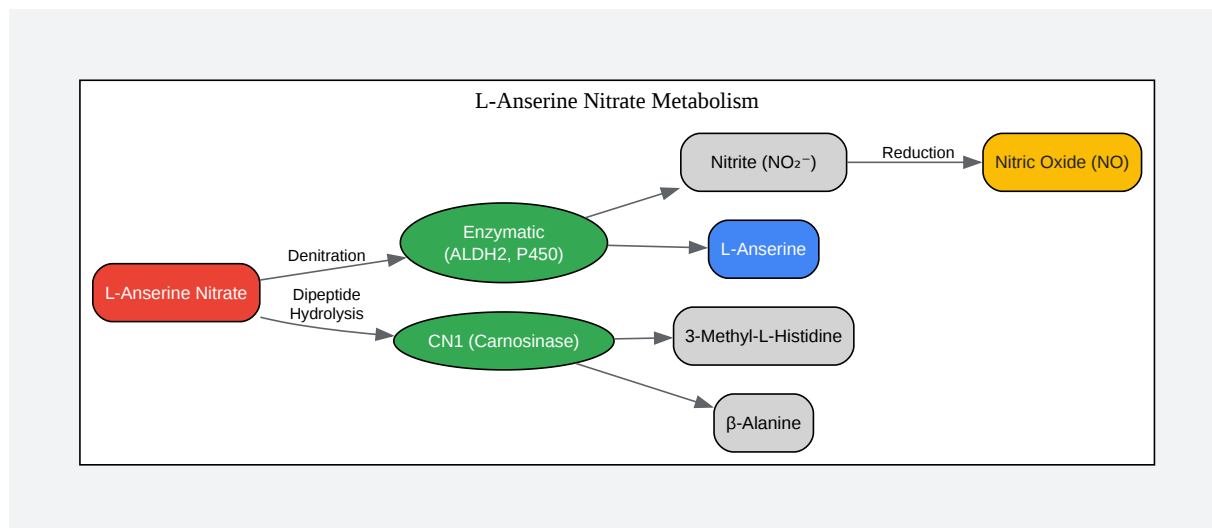 L-Anserine Nitrate Metabolism
Nitrite (NO₂⁻)
Reduction
Nitric Oxide (NO)
Enzymatic
(ALDH2, P450)
L-Anserine
Denitration
L-Anserine Nitrate
Dipeptide
Hydrolysis
CN1 (Carnosinase)
3-Methyl-L-Histidine
β-Alanine